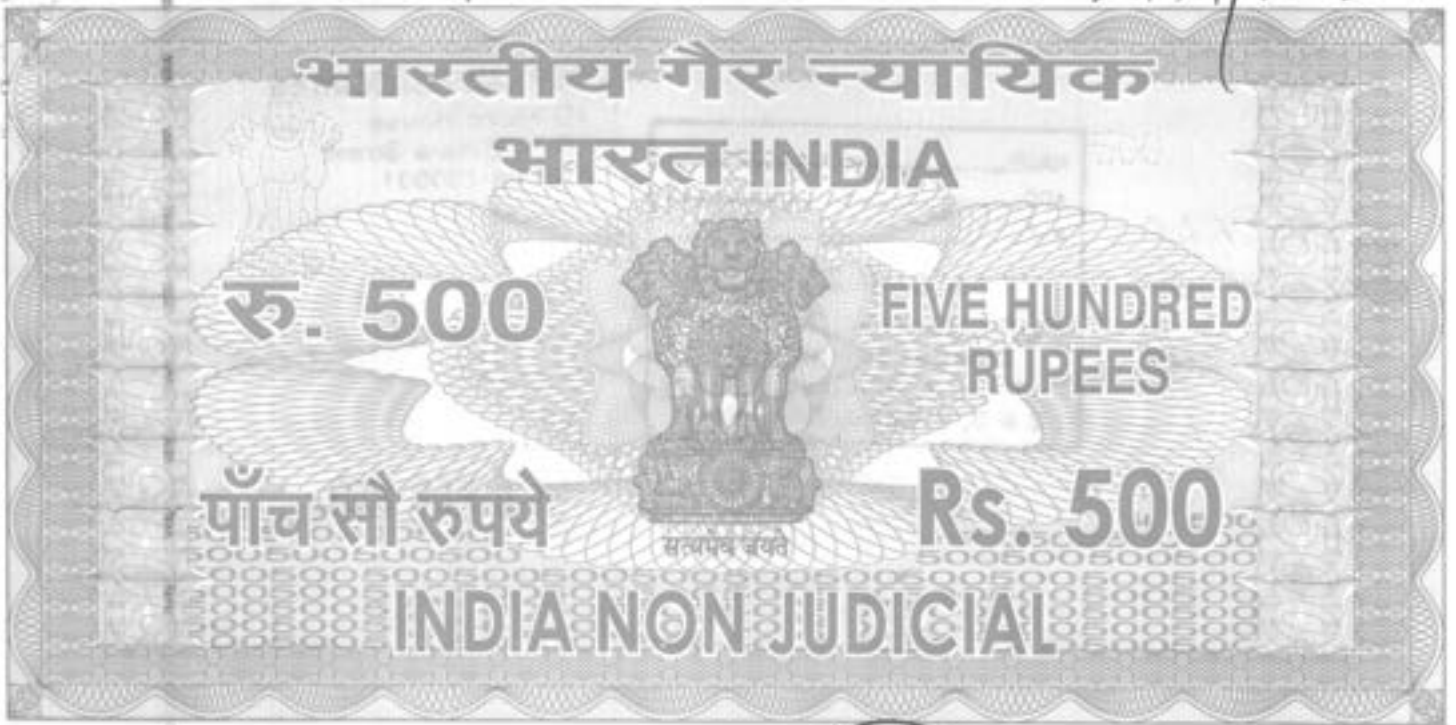 भारतीय गैर न्यायिक
भारत INDIA
रु. 500
FIVE HUNDRED
RUPEES
पाँच सौ रुपये
Rs. 500
सत्यमेव जयते
INDIA NON JUDICIAL